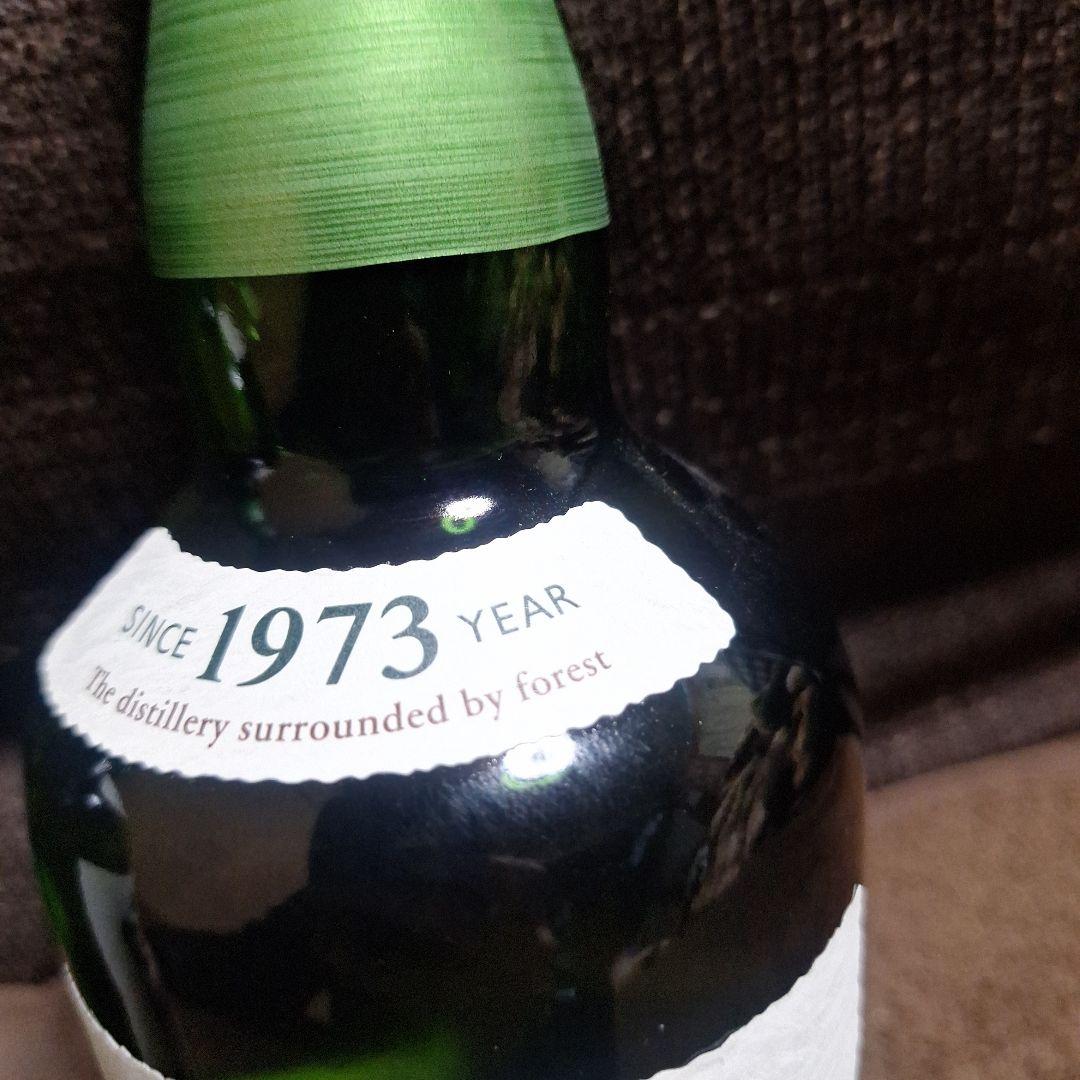 SINCE 1973 YEAR
The distillery surrounded by forest